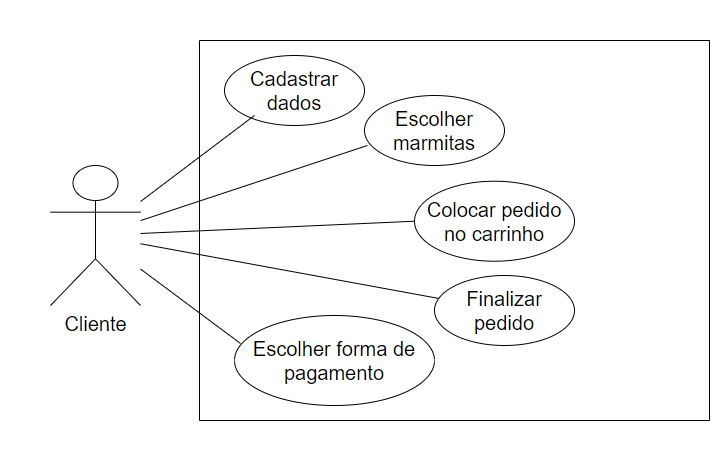 Cadastrar
dados
Escolher
marmitas
Colocar pedido
no carrinho
Finalizar
pedido
Escolher forma de
pagamento
Cliente